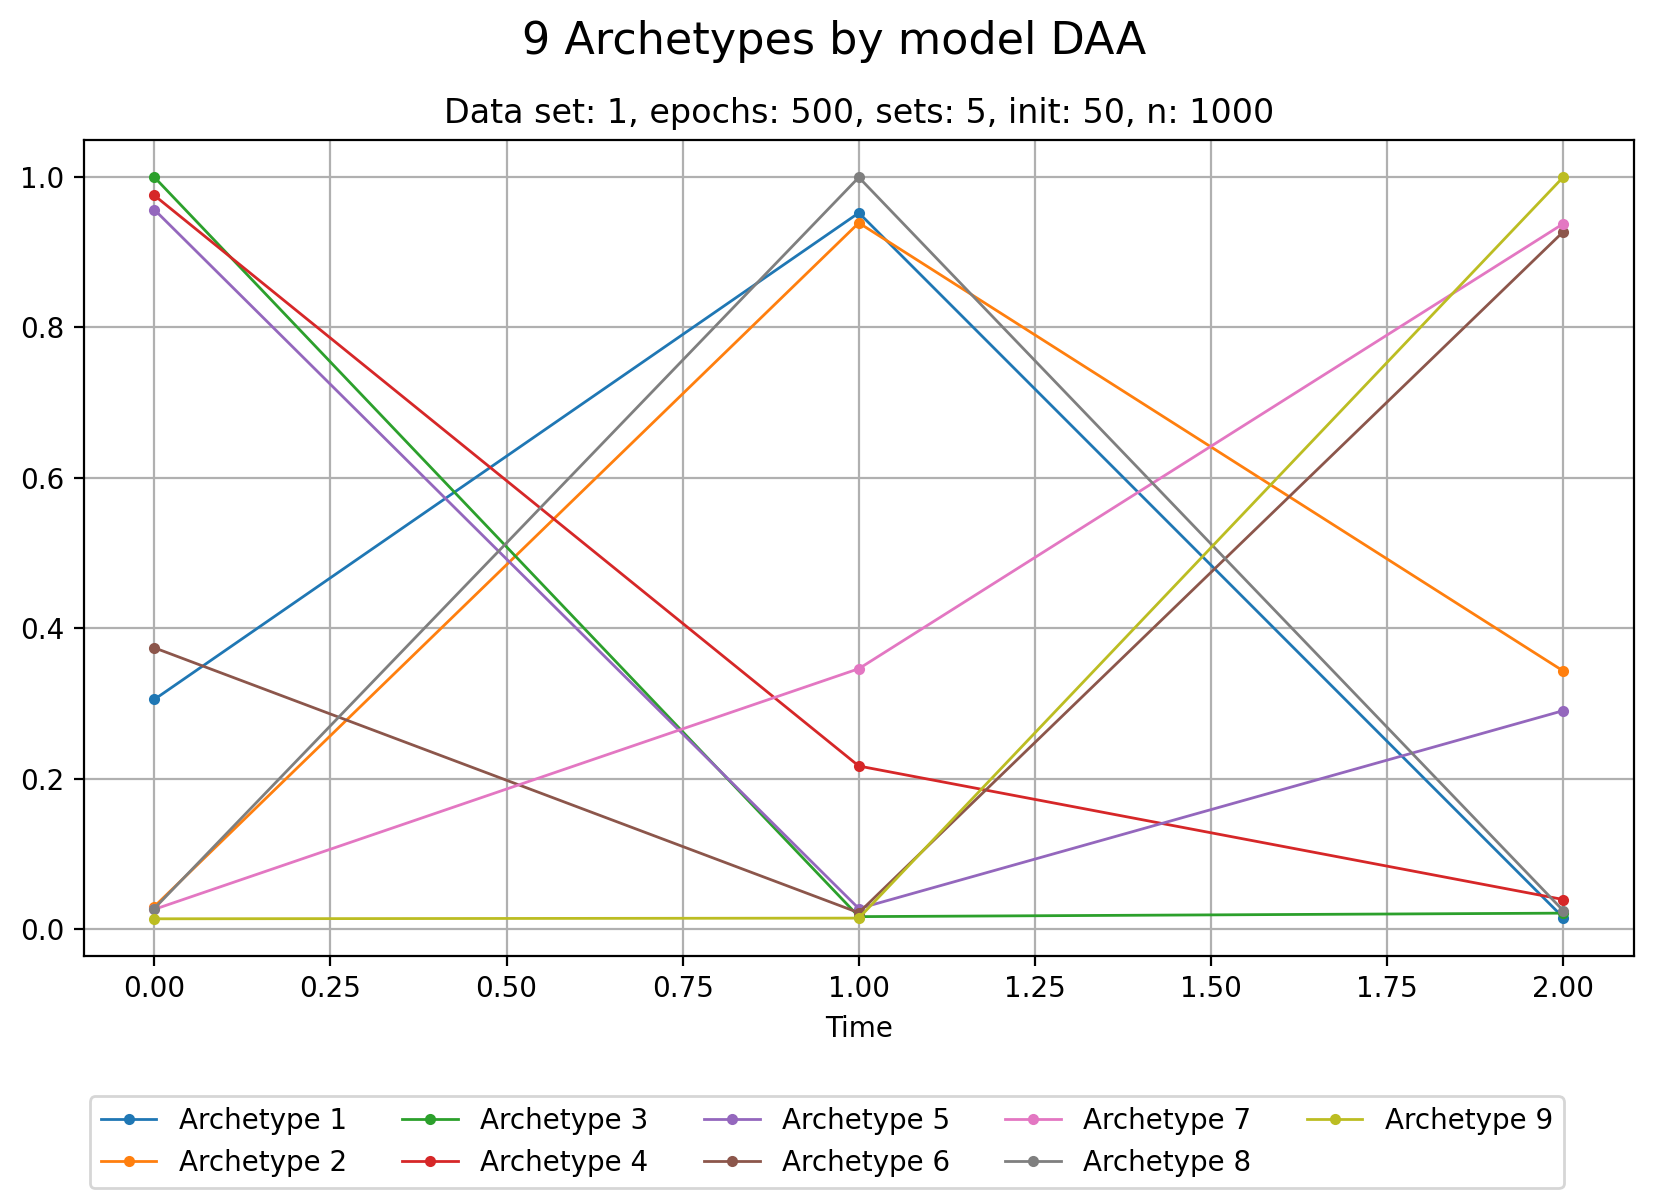 9 Archetypes by model DAA
Data set: 1, epochs: 500, sets: 5, init: 50, n: 1000
1.0
0.8
0.6
0.4
0.2
0.0
0.00 0.25 0.50 0.75 1.00 1.25 1.50 1.75 2.00
Time
Archetype 1 Archetype 3 Archetype 5 Archetype 7 Archetype 9
Archetype 2 Archetype 4 Archetype 6 Archetype 8